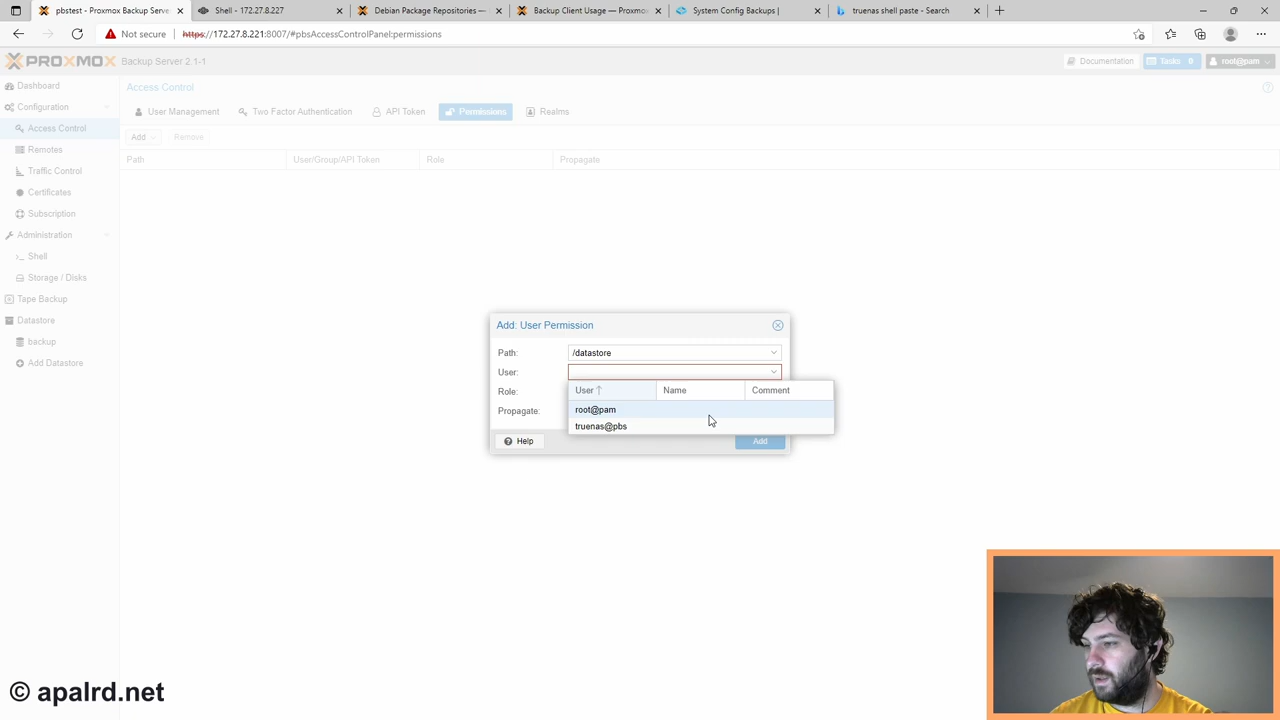 pbstest - Proxmox Backup Serve
Shell - 172.27.8.227
Debian Package Repositories —
Backup Client Usage — Proxmox
System Config Backups |
truenas shell paste - Search
Not secure
https://172.27.8.221:8007/#pbsAccessControlPanel:permissions
PROXMOX Backup Server 2.1-1
Documentation
Tasks 0
root@pam
Dashboard
Configuration
Access Control
Remotes
Traffic Control
Certificates
Subscription
Administration
Shell
Storage / Disks
Tape Backup
Datastore
backup
Add Datastore
Access Control
User Management
Two Factor Authentication
API Token
Permissions
Realms
Add
Remove
Path
User/Group/API Token
Role
Propagate
Add: User Permission
Path:
/datastore
User:
Role:
Propagate:
User
Name
Comment
root@pam
truenas@pbs
Help
Add
© apalrd.net